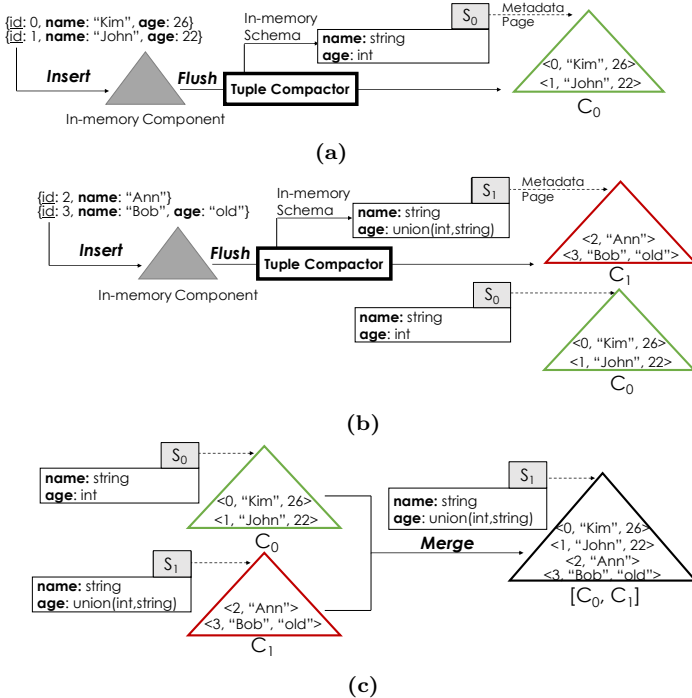 {id: 0, name: “Kim”, age: 26}
{id: 1, name: “John”, age: 22}
Insert
In-memory Component
Flush
Tuple Compactor
In-memory
Schema
S0
name: string
age: int
Metadata
Page
<0, “Kim”, 26>
<1, “John”, 22>
C0
(a)
{id: 2, name: “Ann”}
{id: 3, name: “Bob”, age: “old”}
Insert
In-memory Component
Flush
Tuple Compactor
In-memory
Schema
S1
name: string
age: union(int,string)
Metadata
Page
<2, “Ann”>
<3, “Bob”, “old”>
C1
S0
name: string
age: int
<0, “Kim”, 26>
<1, “John”, 22>
C0
(b)
S0
name: string
age: int
<0, “Kim”, 26>
<1, “John”, 22>
C0
S1
name: string
age: union(int,string)
<2, “Ann”>
<3, “Bob”, “old”>
C1
Merge
S1
name: string
age: union(int,string)
<0, “Kim”, 26>
<1, “John”, 22>
<2, “Ann”>
<3, “Bob”, “old”>
[C0, C1]
(c)